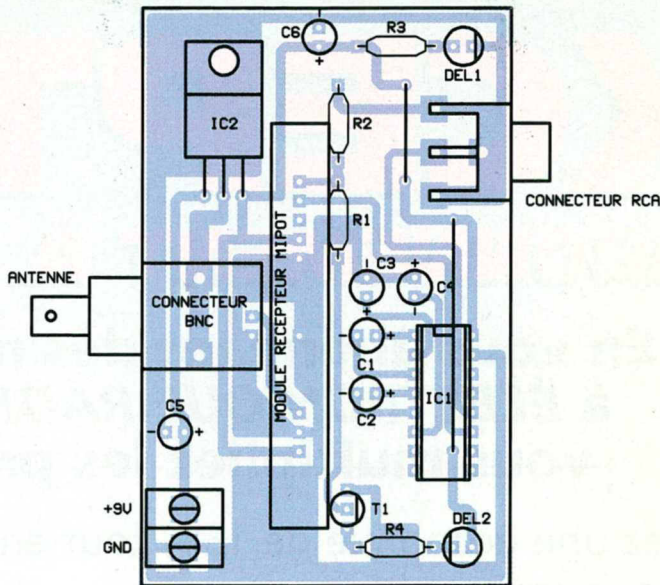 C6
R3
DEL1
IC2
R2
CONNECTEUR RCA
R1
MODULE RECEPTEUR MIPOT
ANTENNE
CONNECTEUR
BNC
C3
C4
C1
IC1
C2
C5
+9V
T1
GND
R4
DEL2